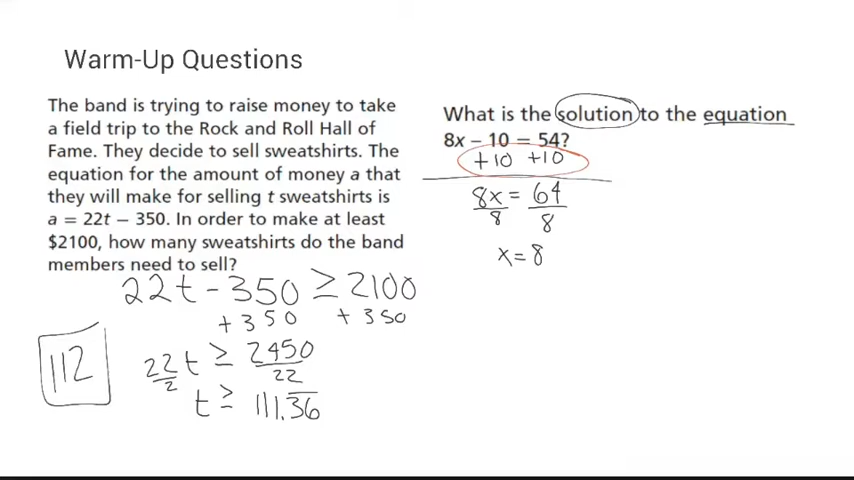 Warm-Up Questions
The band is trying to raise money to take
a field trip to the Rock and Roll Hall of
Fame. They decide to sell sweatshirts. The
equation for the amount of money a that
they will make for selling t sweatshirts is
a = 22t – 350. In order to make at least
$2100, how many sweatshirts do the band
members need to sell?
22t - 350 ≥ 2100
+350 +350
22t ≥ 2450
2 22
t ≥ 111.3̅6̅
112
What is the solution to the equation
8x – 10 = 54?
+10 +10
8x = 64
8 8
x = 8